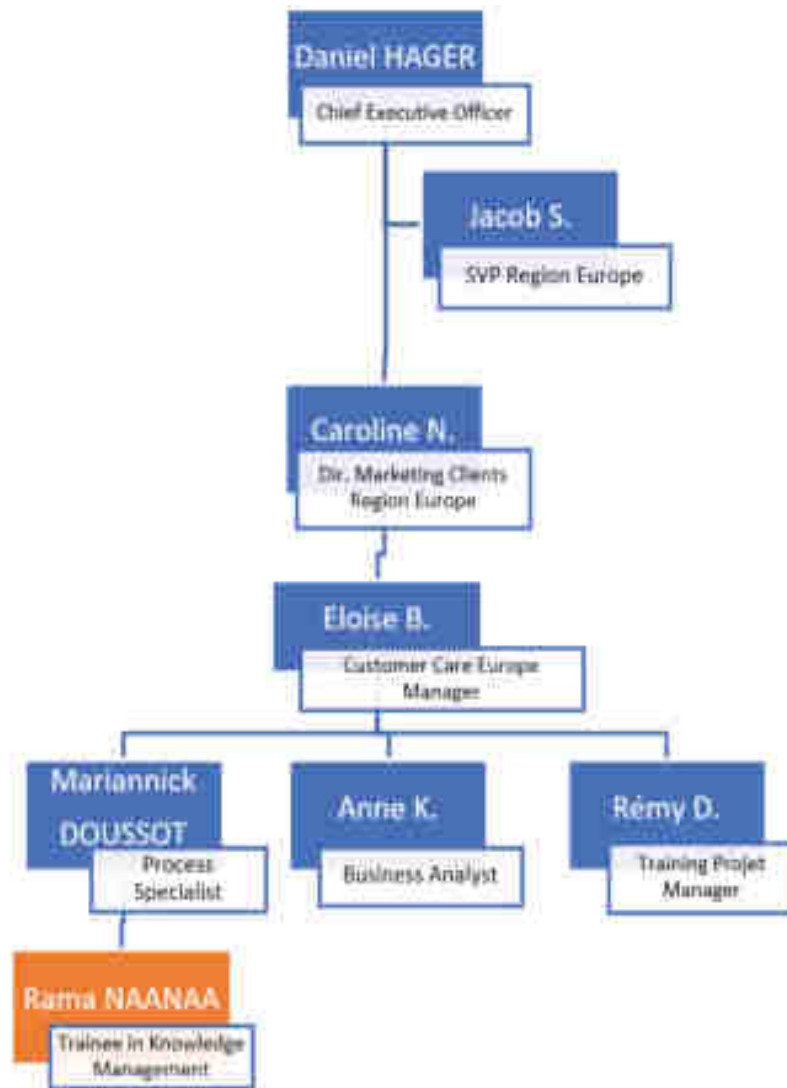 Daniel HAGER
Chief Executive Officer
Jacob S.
SVP Region Europe
Caroline N.
Dir. Marketing Clients
Region Europe
Eloise B.
Customer Care Europe
Manager
Mariannick
DOUSSOT
Process
Specialist
Anne K.
Business Analyst
Rémy D.
Training Projet
Manager
Rama NAANAA
Trainee in Knowledge
Management